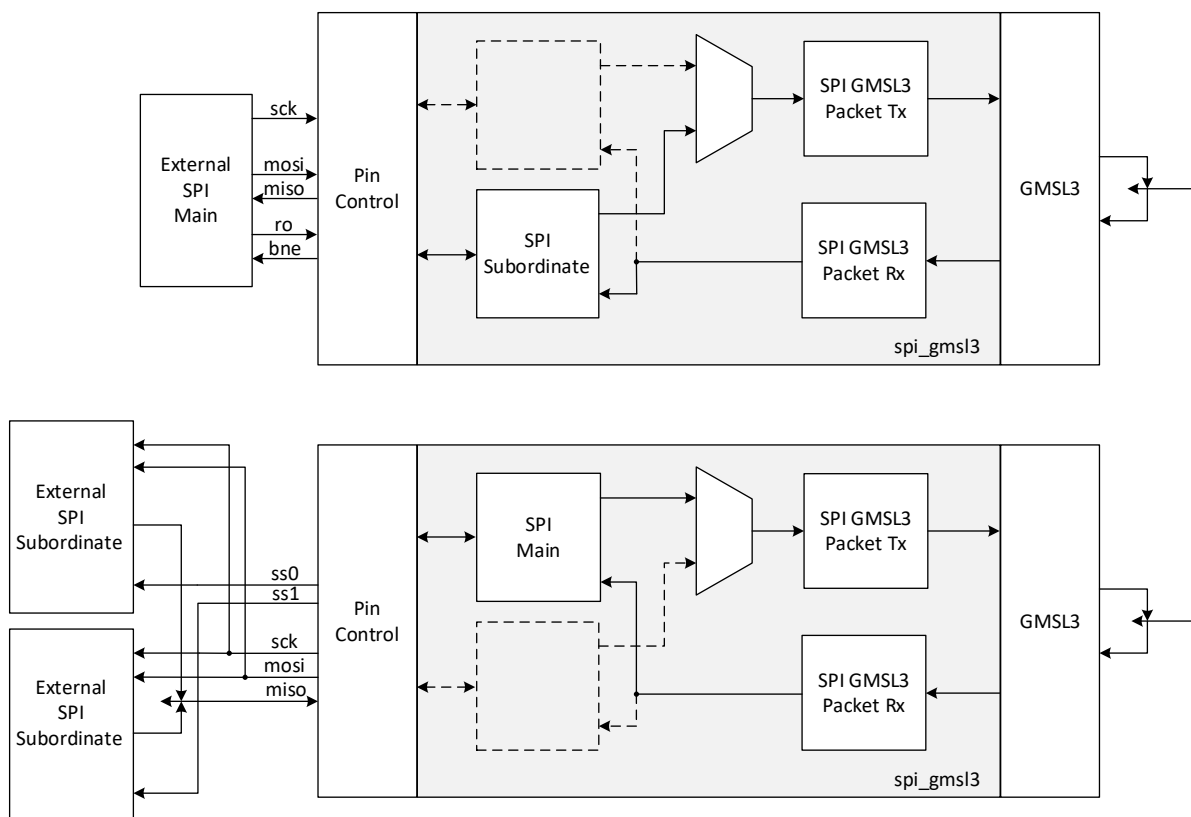 sck
mosi
miso
ro
bne
External
SPI
Main
Pin
Control
SPI
Subordinate
SPI GMSL3
Packet Tx
SPI GMSL3
Packet Rx
spi_gmsl3
GMSL3
External
SPI
Subordinate
External
SPI
Subordinate
ss0
ss1
sck
mosi
miso
Pin
Control
SPI
Main
SPI GMSL3
Packet Tx
SPI GMSL3
Packet Rx
spi_gmsl3
GMSL3